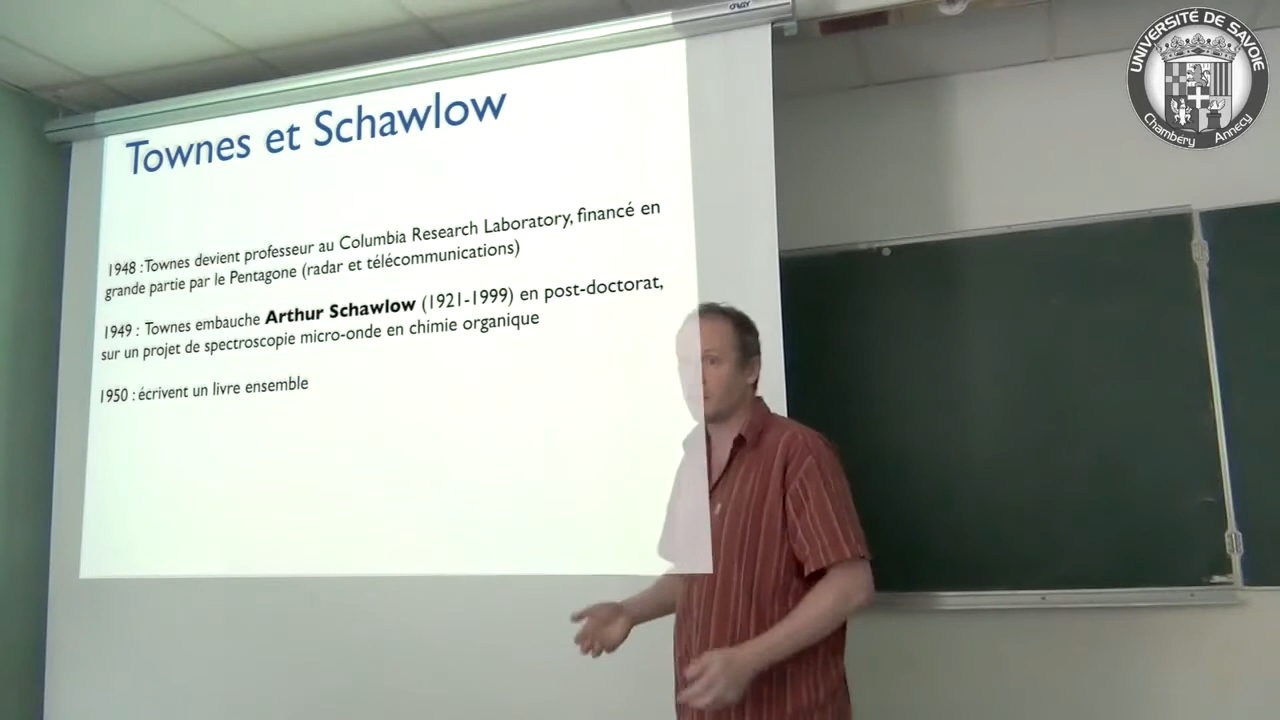 Townes et Schawlow
1948 : Townes devient professeur au Columbia Research Laboratory, financé en
grande partie par le Pentagone (radar et télécommunications)
1949 : Townes embauche Arthur Schawlow (1921-1999) en post-doctorat,
sur un projet de spectroscopie micro-onde en chimie organique
1950 : écrivent un livre ensemble
UNIVERSITÉ DE SAVOIE
Chambéry Annecy